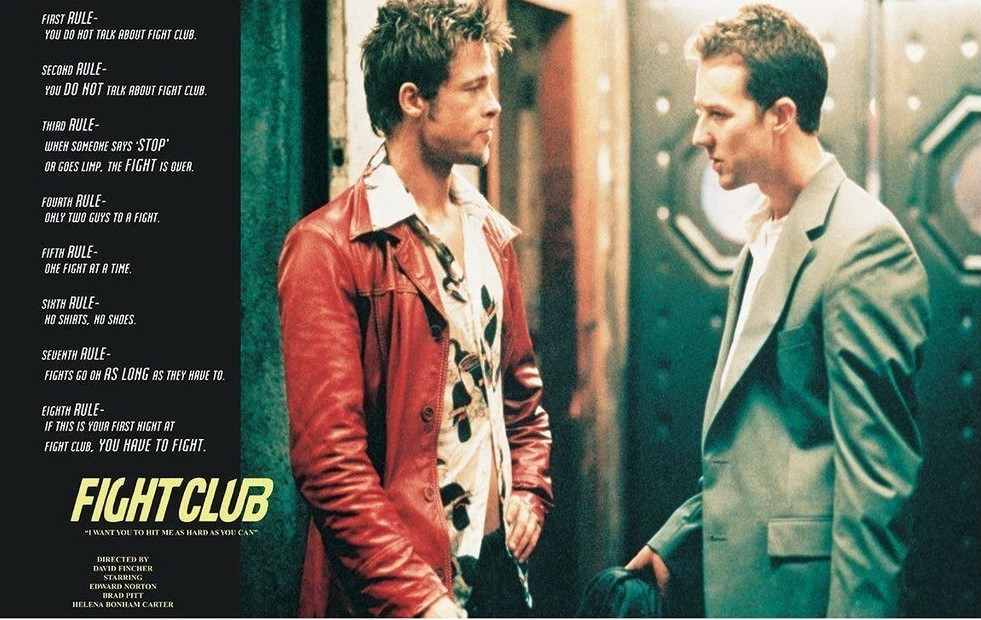 FIRST RULE-
YOU DO NOT TALK ABOUT FIGHT CLUB.
SECOND RULE-
YOU DO NOT TALK ABOUT FIGHT CLUB.
THIRD RULE-
WHEN SOMEONE SAYS 'STOP'
OR GOES LIMP, THE FIGHT IS OVER.
FOURTH RULE-
ONLY TWO GUYS TO A FIGHT.
FIFTH RULE-
ONE FIGHT AT A TIME.
SIXTH RULE-
NO SHIRTS, NO SHOES.
SEVENTH RULE-
FIGHTS GO ON AS LONG AS THEY HAVE TO.
EIGHTH RULE-
IF THIS IS YOUR FIRST NIGHT AT
FIGHT CLUB, YOU HAVE TO FIGHT.
FIGHT CLUB
"I WANT YOU TO HIT ME AS HARD AS YOU CAN"
DIRECTED BY
DAVID FINCHER
STARRING
EDWARD NORTON
BRAD PITT
HELENA BONHAM CARTER